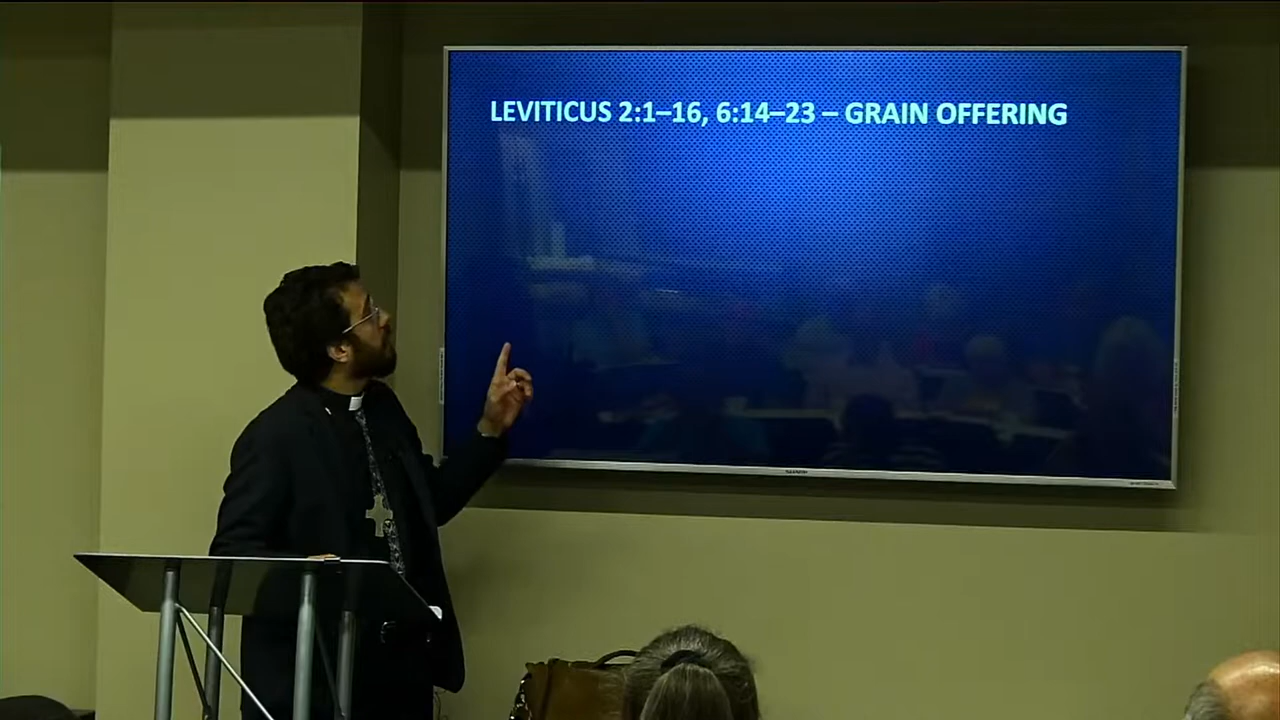 LEVITICUS 2:1–16, 6:14–23 – GRAIN OFFERING